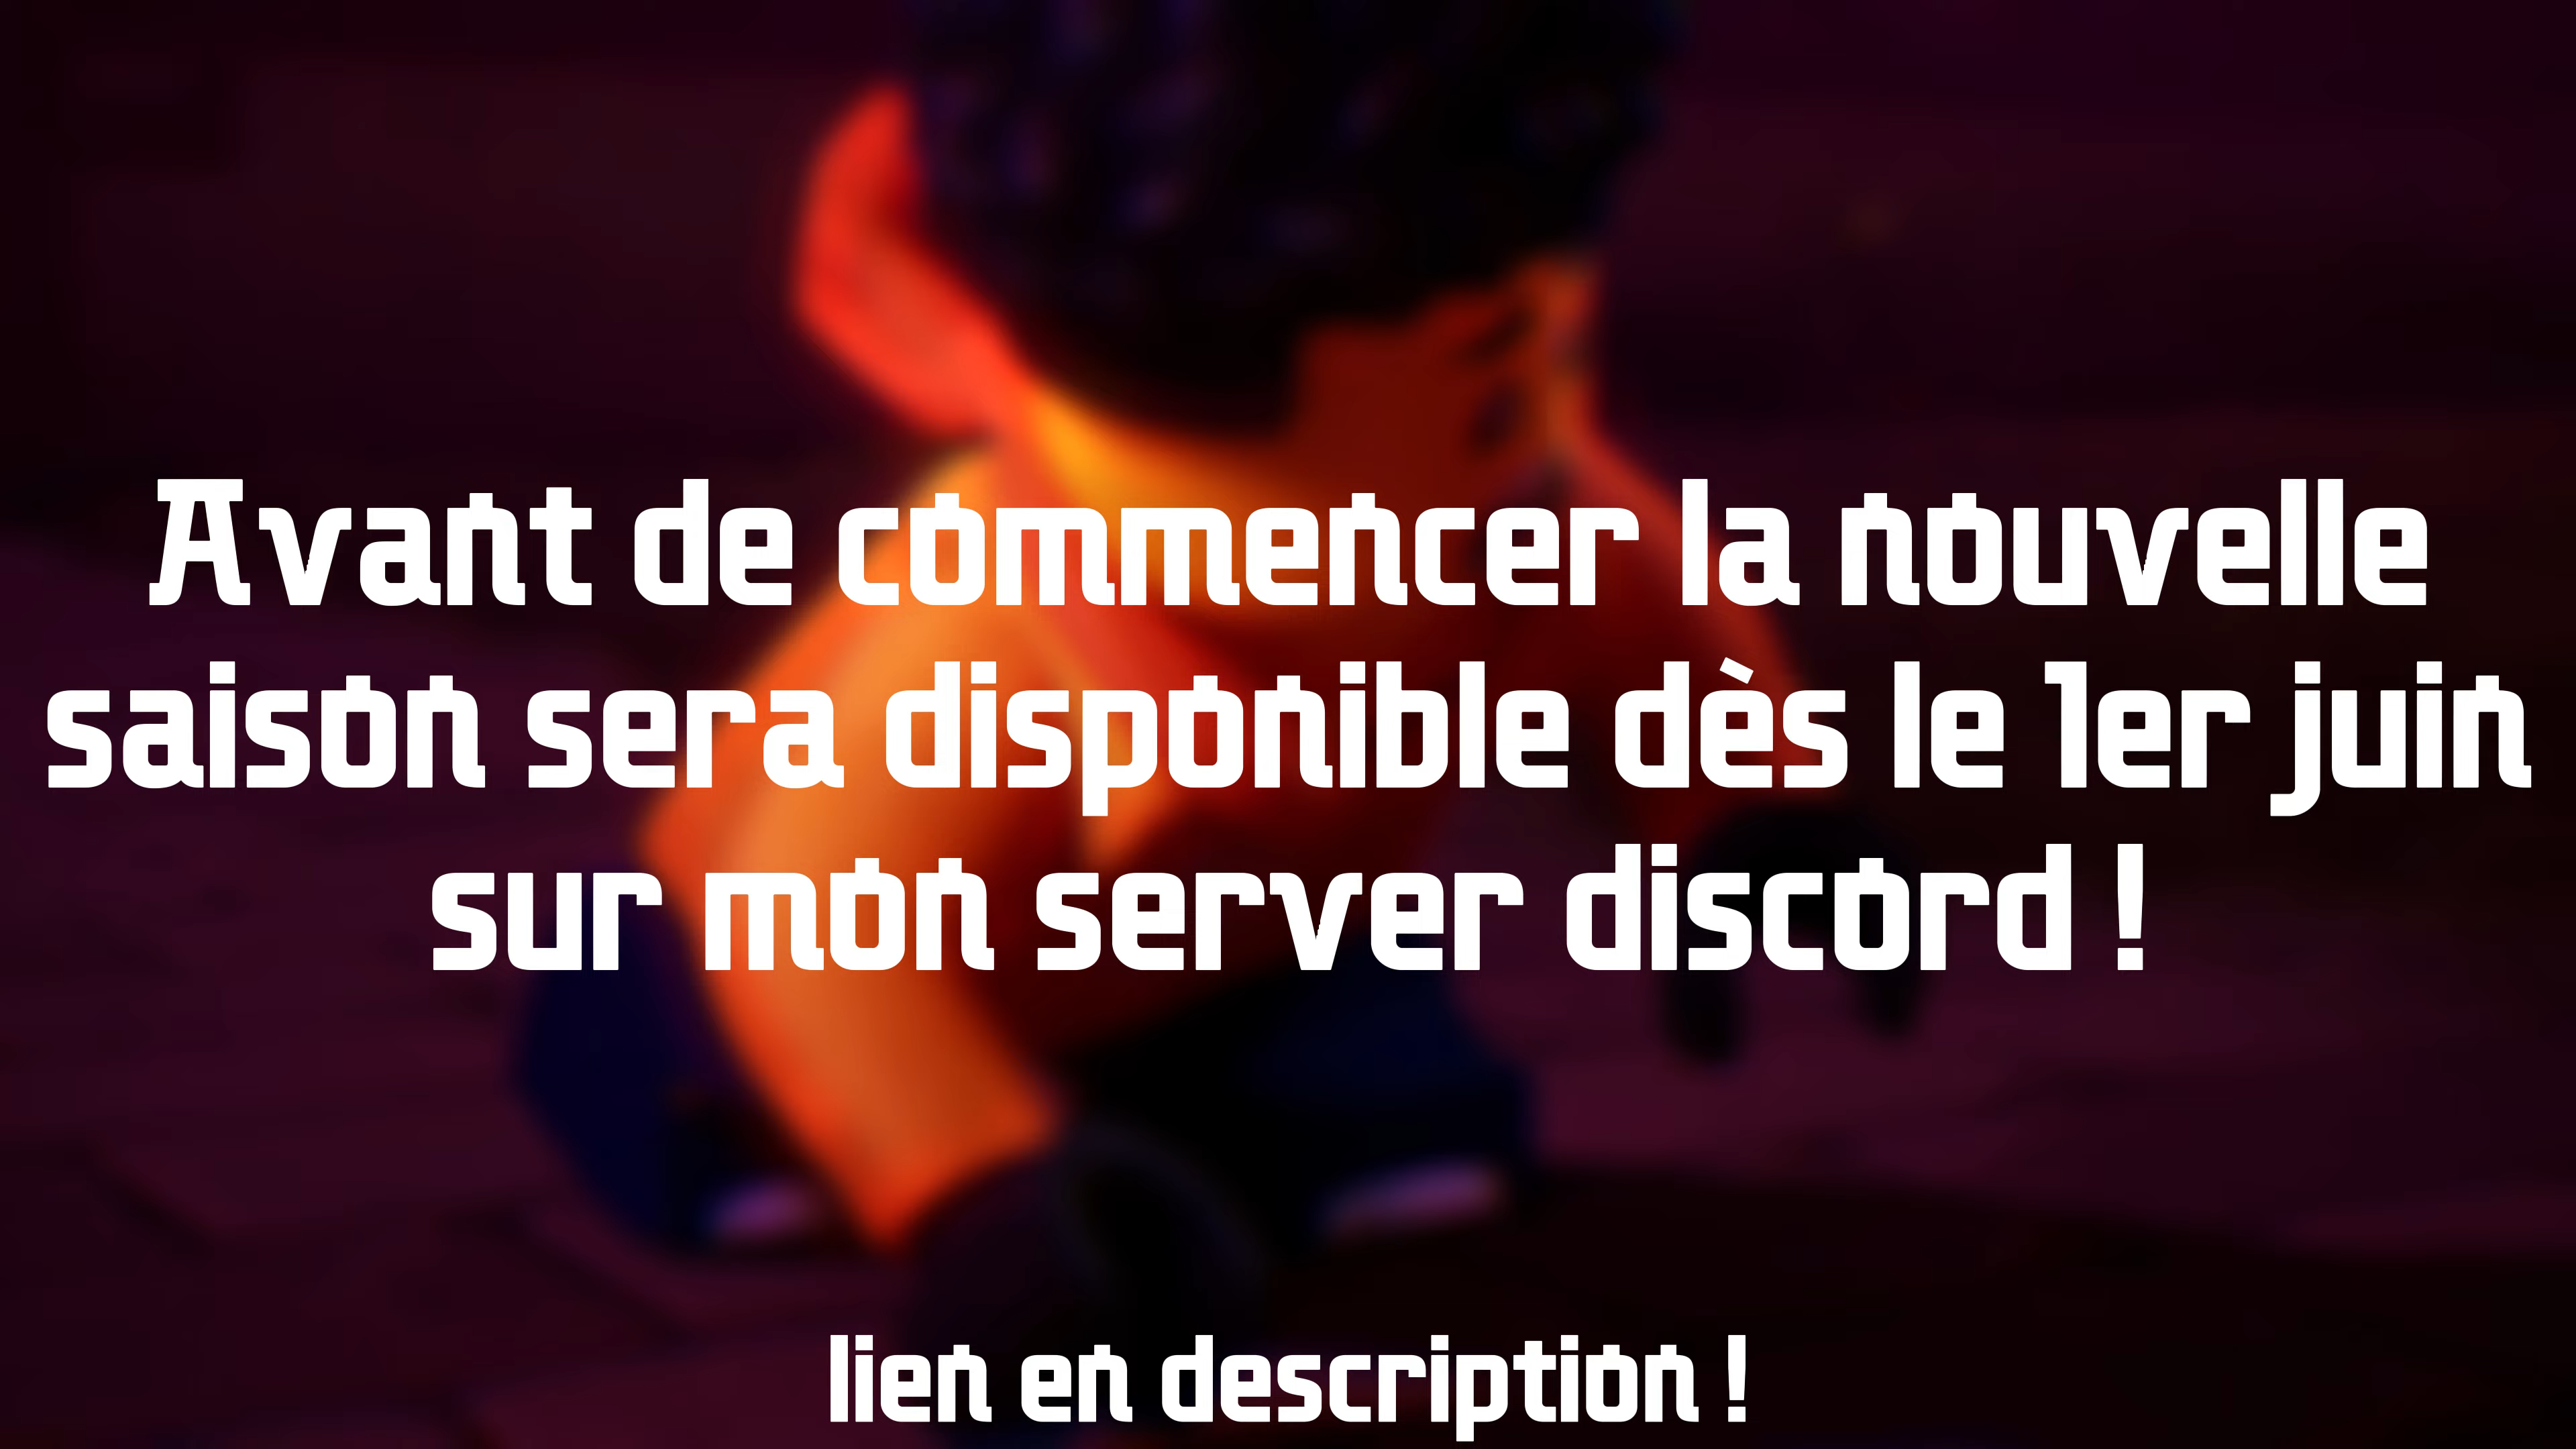 Avant de commencer la nouvelle
saison sera disponible dès le 1er juin
sur mon server discord !
lien en description !